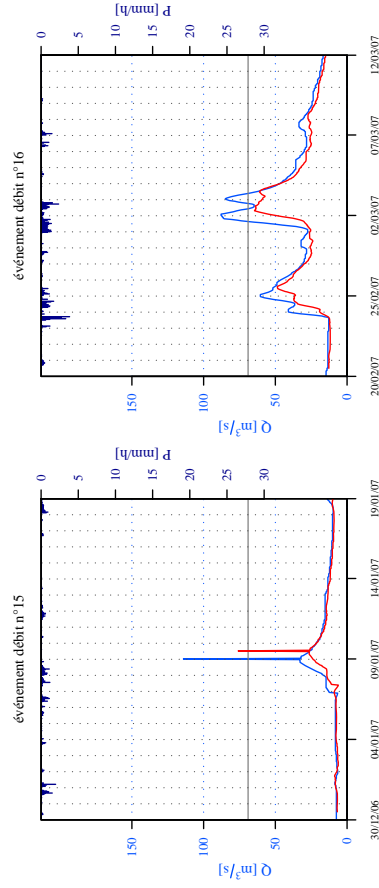 événement débit n°15
P [mm/h]
0 5 10 15 20 25 30
Q [m³/s]
150
100
50
0
30/12/06 04/01/07 09/01/07 14/01/07 19/01/07
événement débit n°16
P [mm/h]
0 5 10 15 20 25 30
Q [m³/s]
150
100
50
0
20/02/07 25/02/07 02/03/07 07/03/07 12/03/07